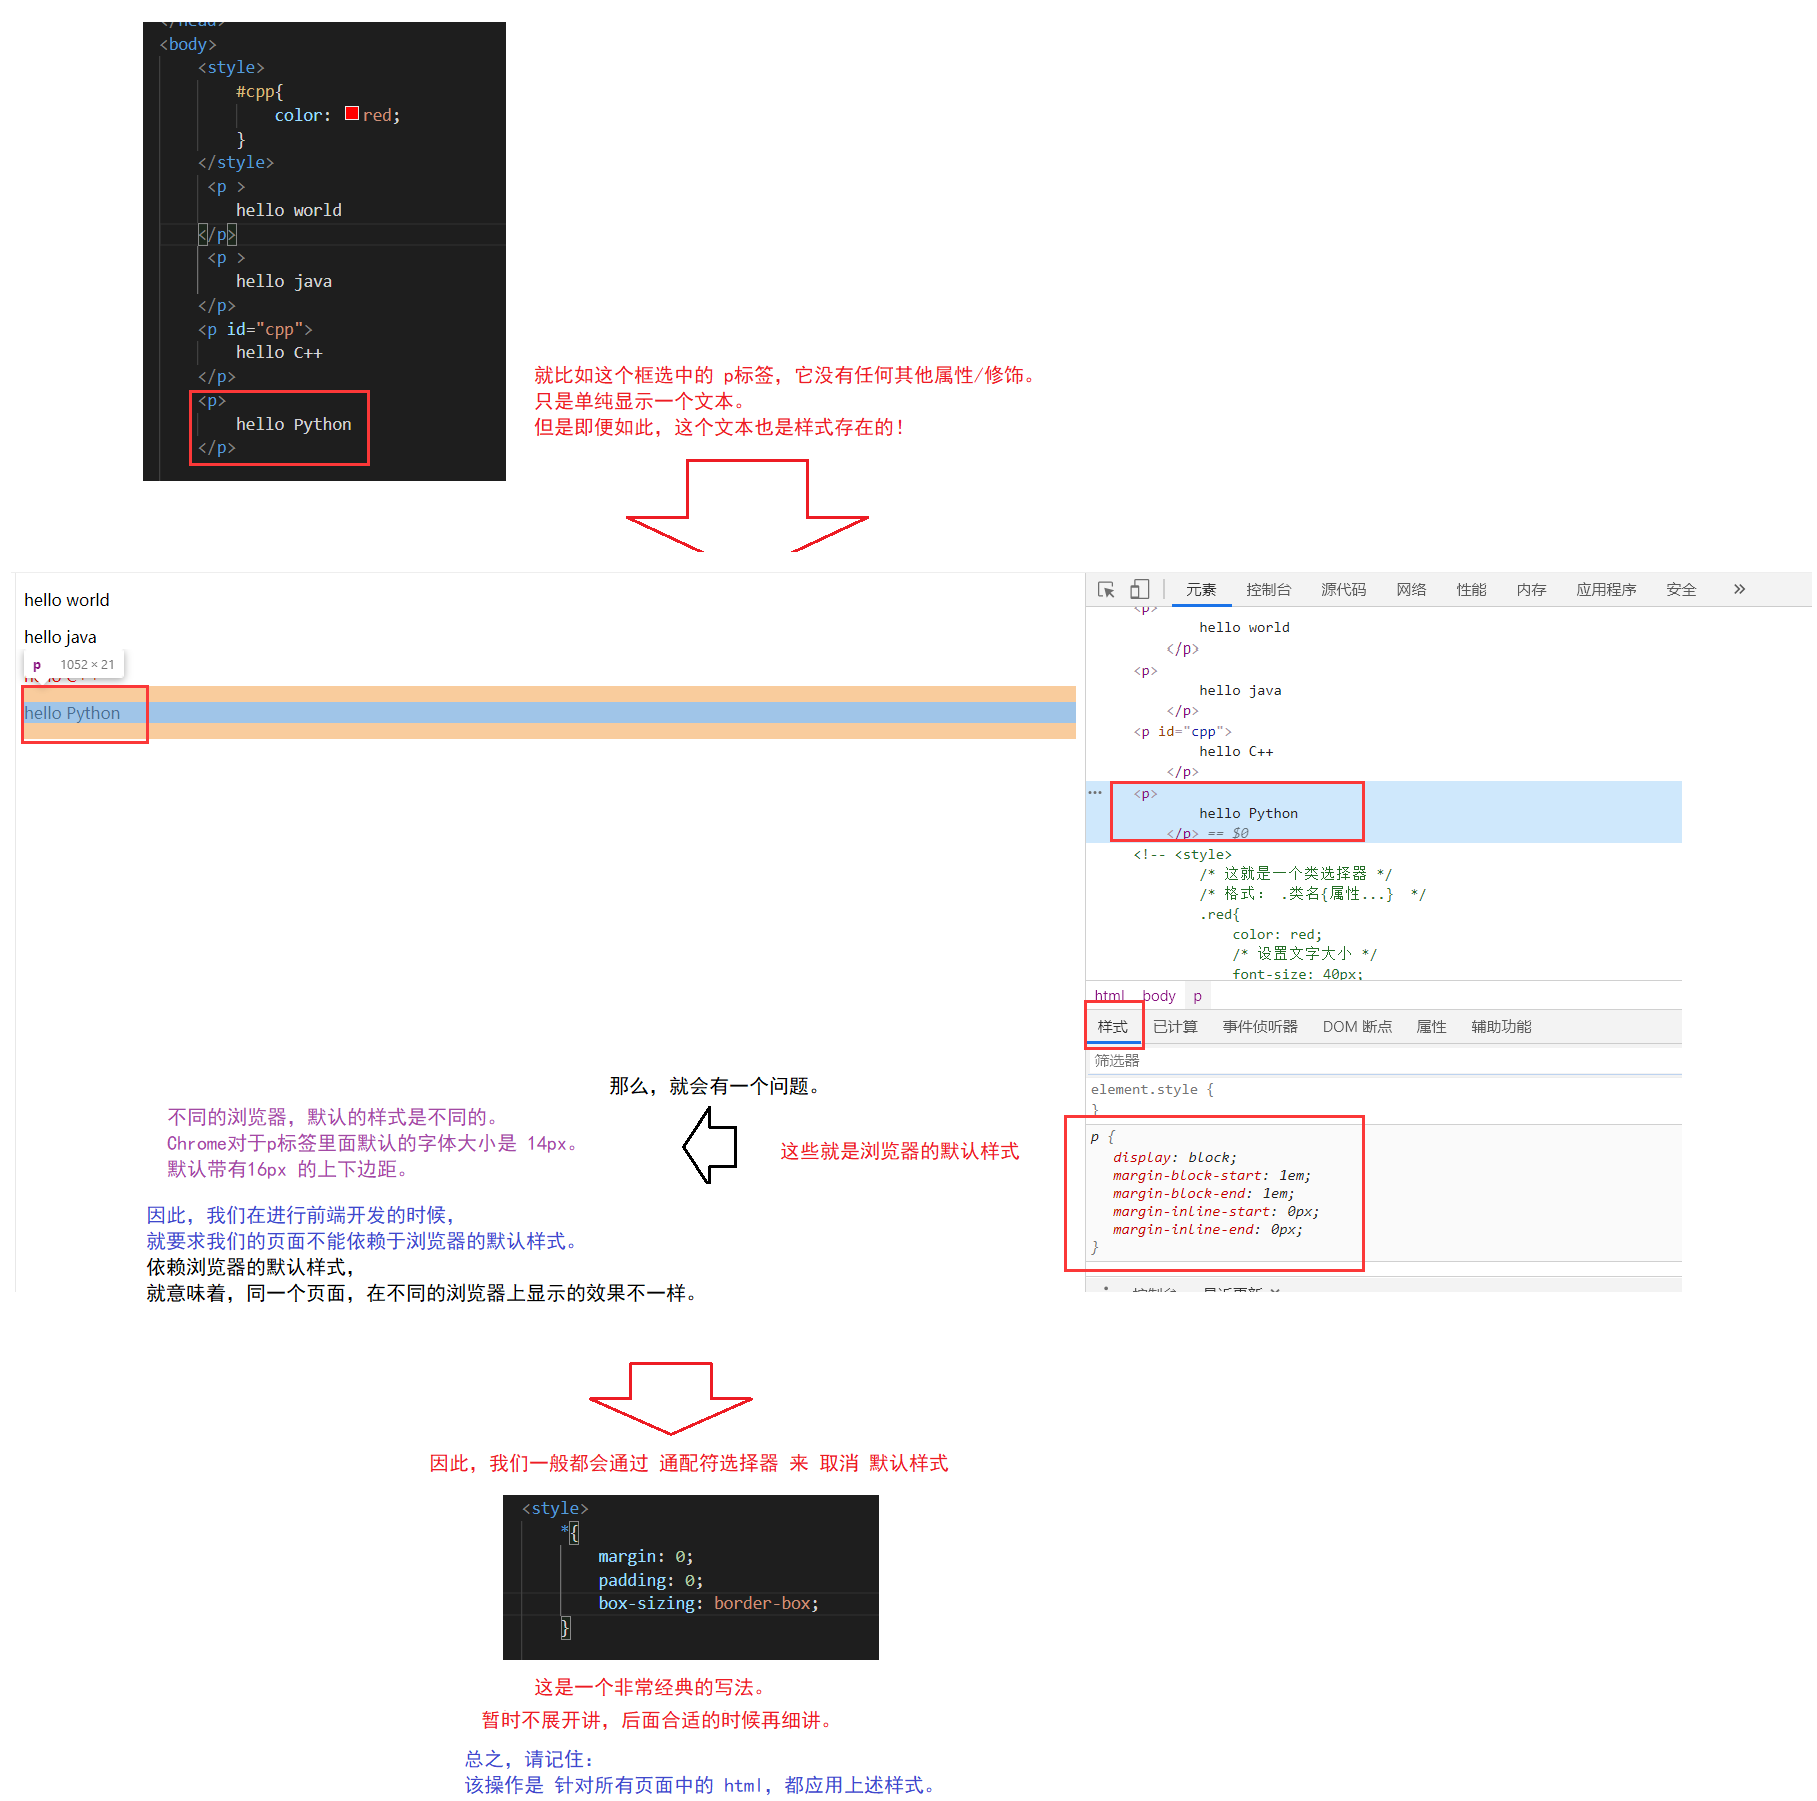 <body>
<style>
#cpp{
color: red;
}
</style>
<p >
hello world
</p>
<p >
hello java
</p>
<p id="cpp">
hello C++
</p>
<p>
hello Python
</p>
就比如这个框选中的 p标签，它没有任何其他属性/修饰。
只是单纯显示一个文本。
但是即便如此，这个文本也是样式存在的！
hello world
hello java
p 1052 × 21
hello Python
元素 控制台 源代码 网络 性能 内存 应用程序 安全 »
<p>
hello world
</p>
<p>
hello java
</p>
<p id="cpp">
hello C++
</p>
··· <p>
hello Python
</p> == $0
<!-- <style>
/* 这就是一个类选择器 */
/* 格式： .类名{属性...} */
.red{
color: red;
/* 设置文字大小 */
font-size: 40px;
html body p
样式 已计算 事件侦听器 DOM 断点 属性 辅助功能
筛选器
element.style {
}
p {
display: block;
margin-block-start: 1em;
margin-block-end: 1em;
margin-inline-start: 0px;
margin-inline-end: 0px;
}
这些就是浏览器的默认样式
那么，就会有一个问题。
不同的浏览器，默认的样式是不同的。
Chrome对于p标签里面默认的字体大小是 14px。
默认带有16px 的上下边距。
因此，我们在进行前端开发的时候，
就要求我们的页面不能依赖于浏览器的默认样式。
依赖浏览器的默认样式，
就意味着，同一个页面，在不同的浏览器上显示的效果不一样。
因此，我们一般都会通过 通配符选择器 来 取消 默认样式
<style>
*{
margin: 0;
padding: 0;
box-sizing: border-box;
}
这是一个非常经典的写法。
暂时不展开讲，后面合适的时候再细讲。
总之，请记住：
该操作是 针对所有页面中的 html，都应用上述样式。